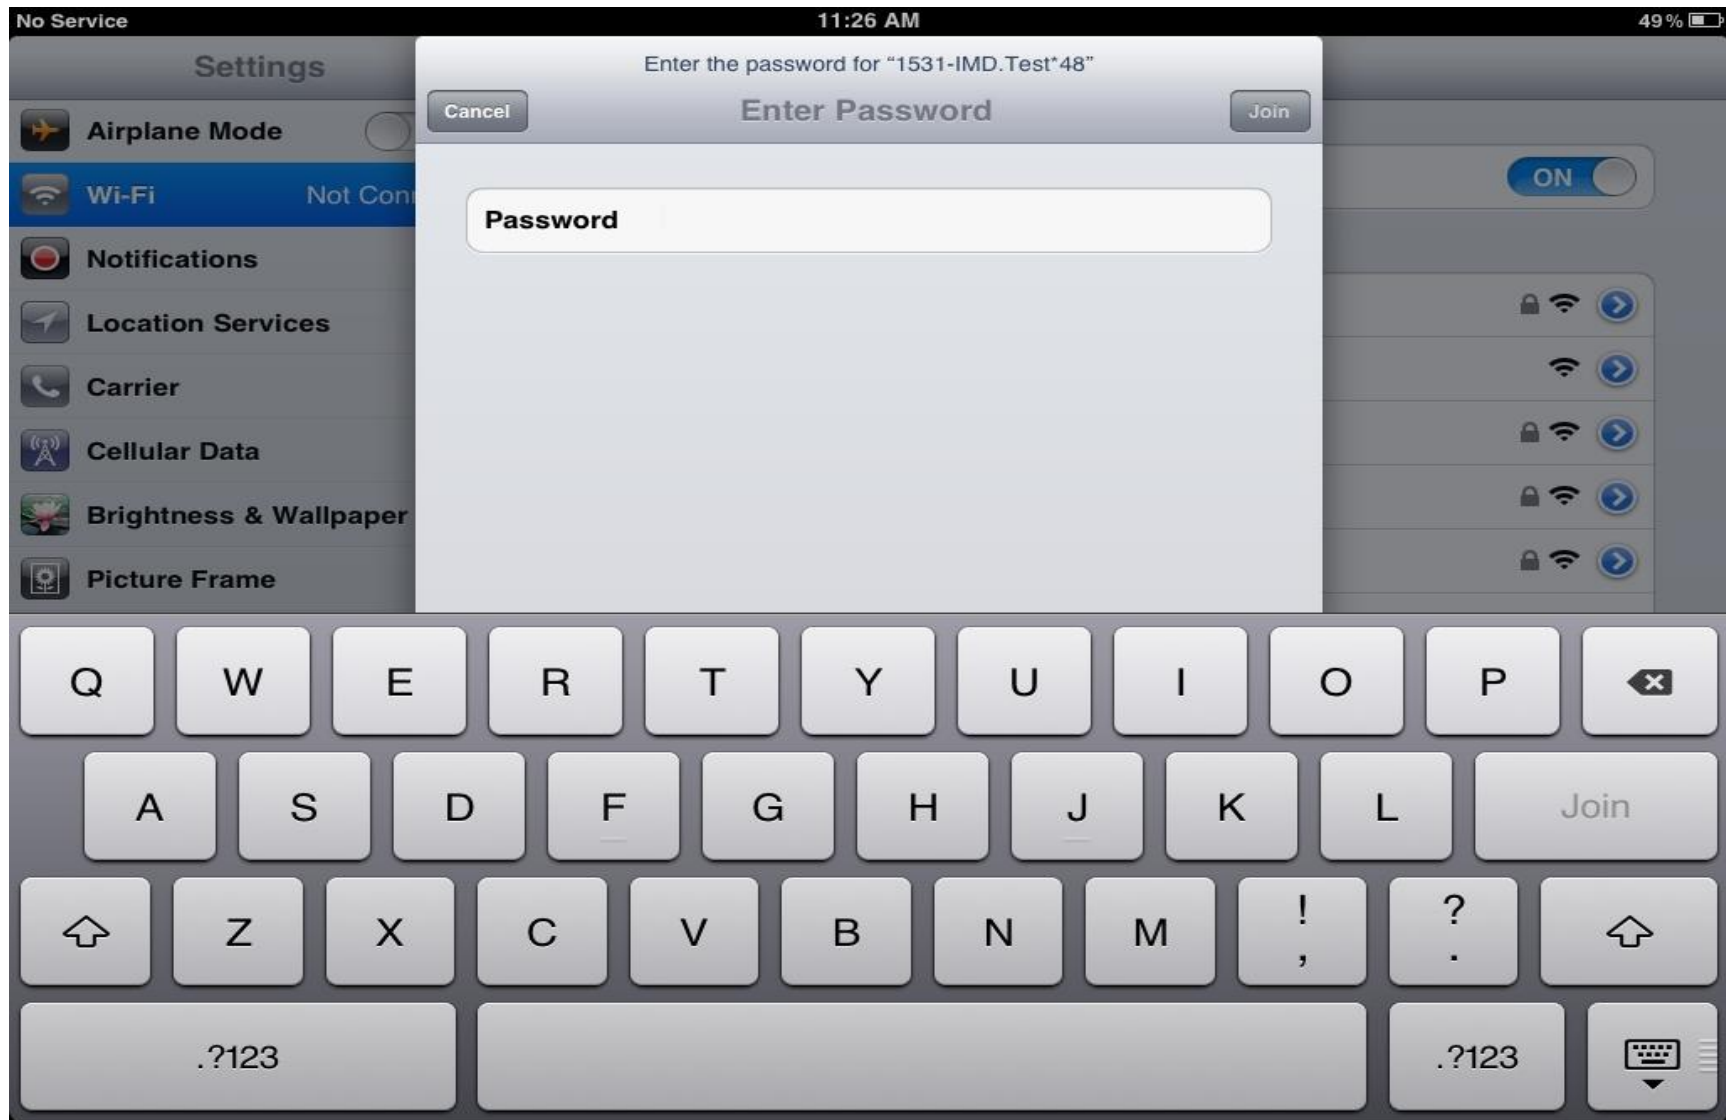 No Service 11:26 AM 49%
Settings
Airplane Mode
Wi-Fi Not Conn
Notifications
Location Services
Carrier
Cellular Data
Brightness & Wallpaper
Picture Frame
Enter the password for “1531-IMD.Test*48”
Cancel Enter Password Join
Password
ON
Q W E R T Y U I O P
A S D F G H J K L Join
Z X C V B N M ! , ? .
.?123 .?123